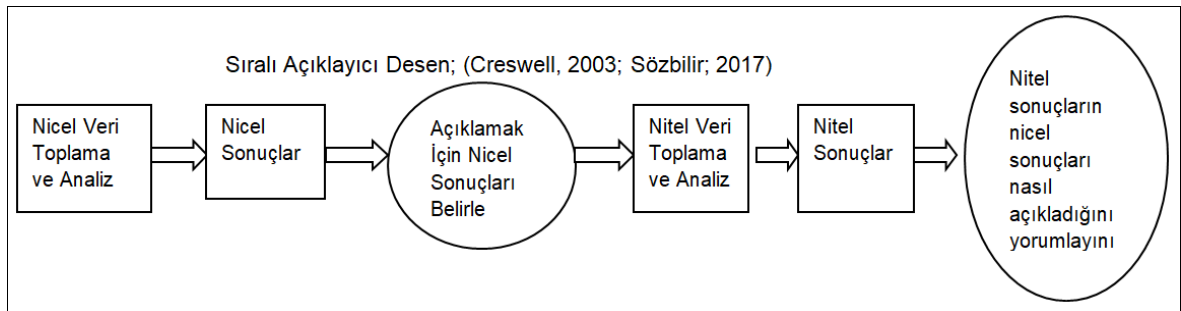 Sıralı Açıklayıcı Desen; (Creswell, 2003; Sözbilir; 2017)
Nicel Veri
Toplama
ve Analiz
Nicel
Sonuçlar
Açıklamak
İçin Nicel
Sonuçları
Belirle
Nitel Veri
Toplama
ve Analiz
Nitel
Sonuçlar
Nitel
sonuçların
nicel
sonuçları
nasıl
açıkladığını
yorumlayını